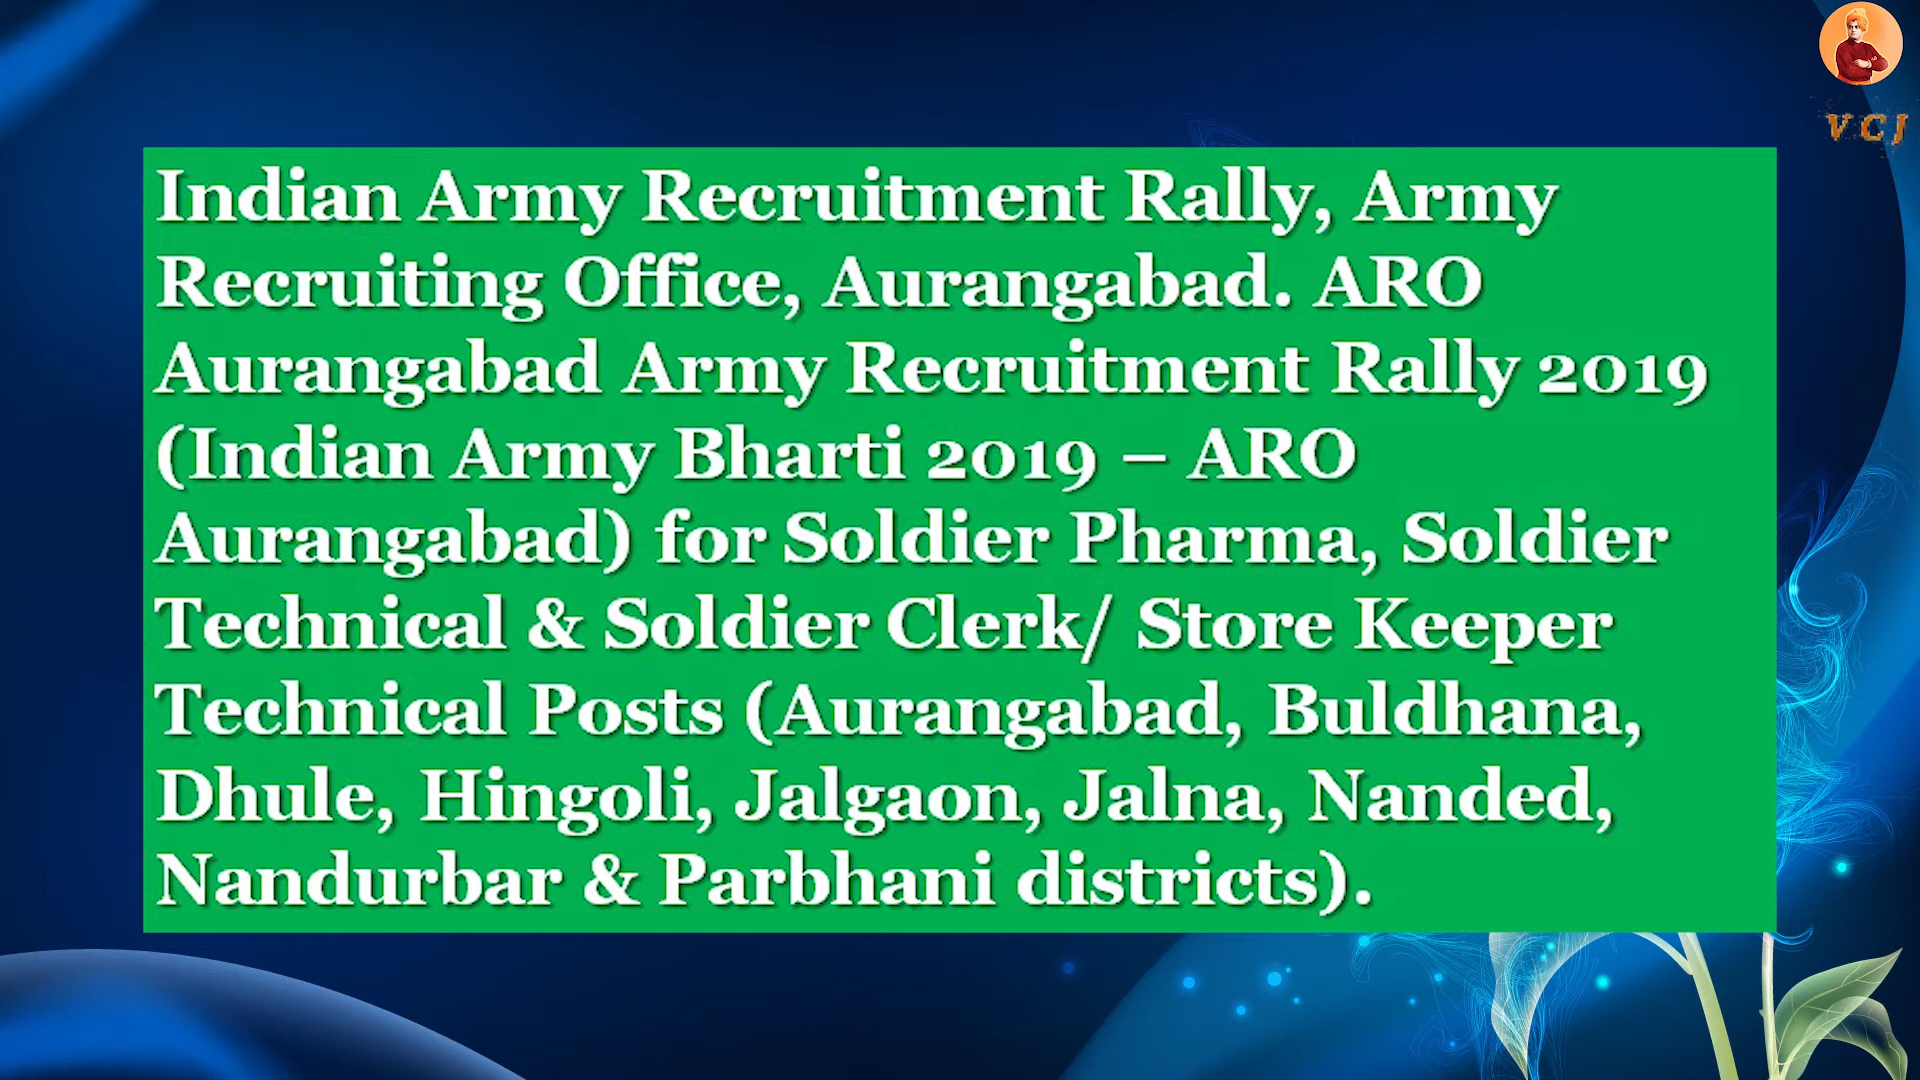 VCJ
Indian Army Recruitment Rally, Army
Recruiting Office, Aurangabad. ARO
Aurangabad Army Recruitment Rally 2019
(Indian Army Bharti 2019 – ARO
Aurangabad) for Soldier Pharma, Soldier
Technical & Soldier Clerk/ Store Keeper
Technical Posts (Aurangabad, Buldhana,
Dhule, Hingoli, Jalgaon, Jalna, Nanded,
Nandurbar & Parbhani districts).